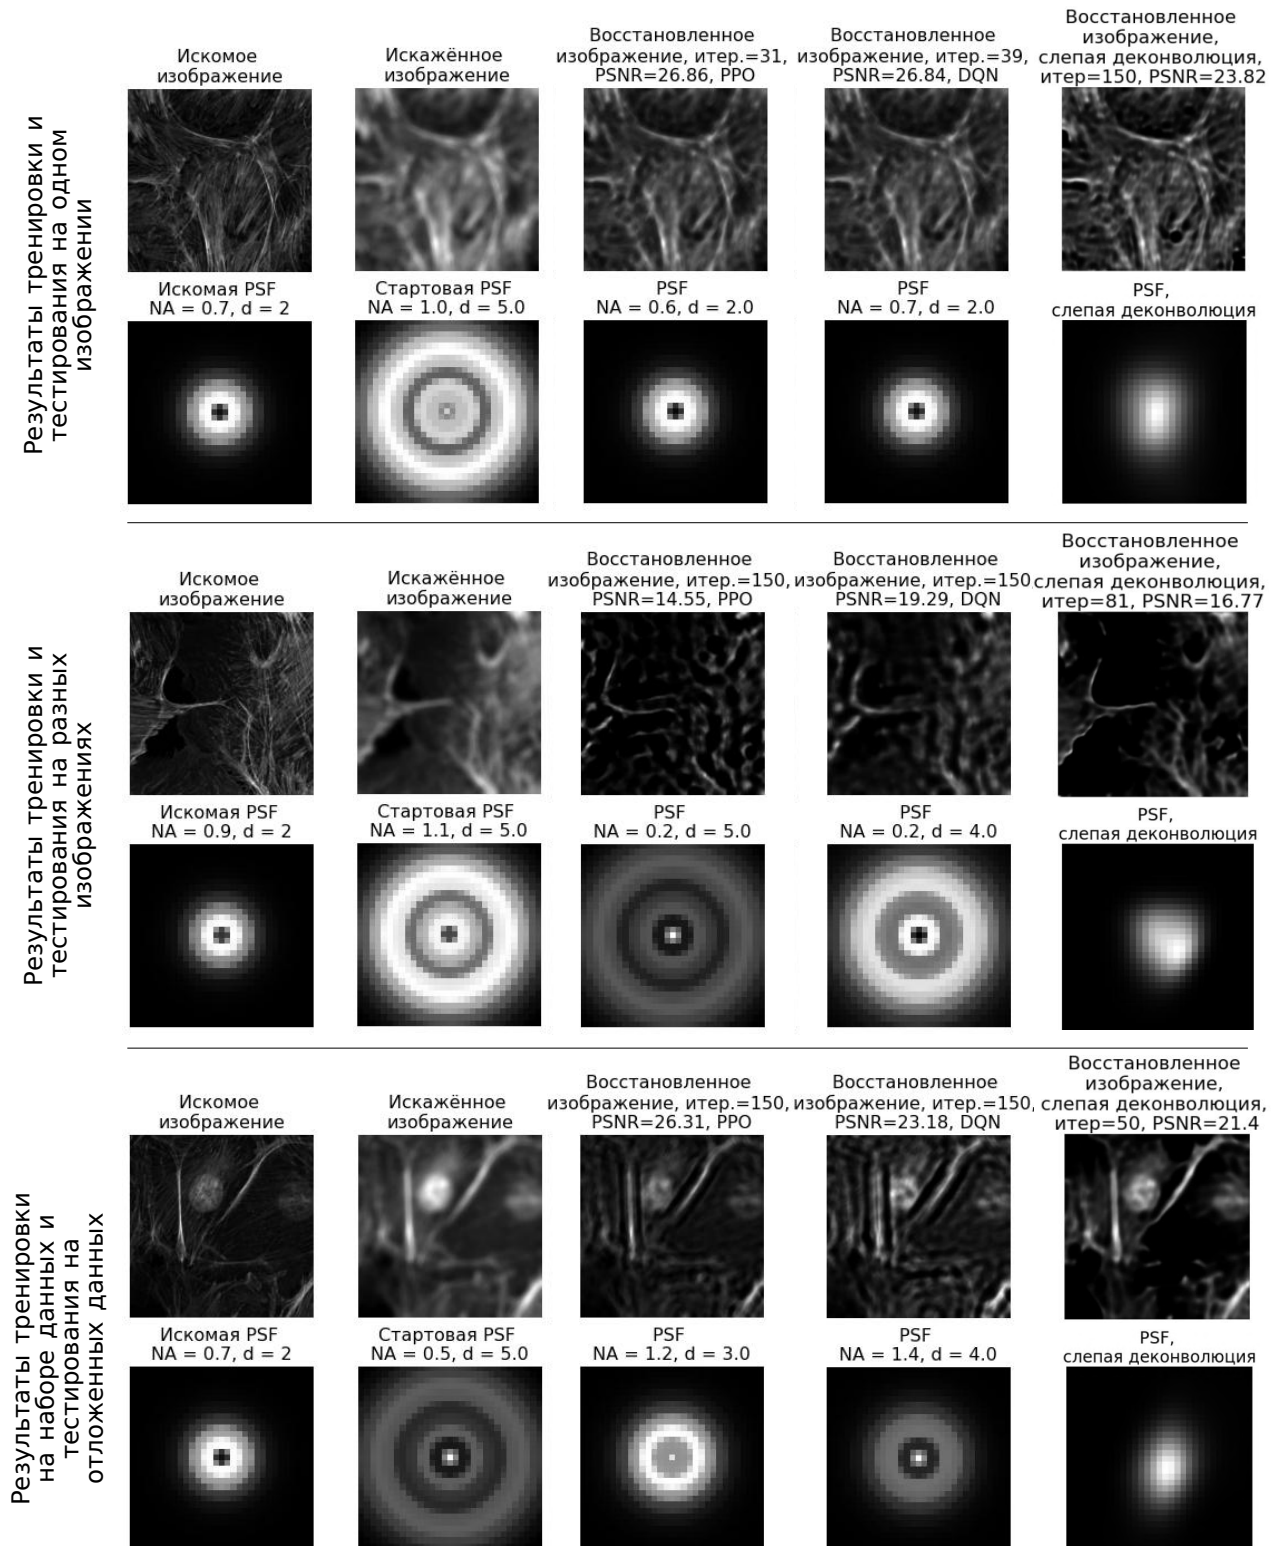 Результаты тренировки и
тестирования на одном
изображении
Искомое
изображение
Искажённое
изображение
Восстановленное
изображение, итер.=31,
PSNR=26.86, PPO
Восстановленное
изображение, итер.=39,
PSNR=26.84, DQN
Восстановленное
изображение,
слепая деконволюция,
итер=150, PSNR=23.82
Искомая PSF
NA = 0.7, d = 2
Стартовая PSF
NA = 1.0, d = 5.0
PSF
NA = 0.6, d = 2.0
PSF
NA = 0.7, d = 2.0
PSF,
слепая деконволюция
Результаты тренировки и
тестирования на разных
изображениях
Искомое
изображение
Искажённое
изображение
Восстановленное
изображение, итер.=150,
PSNR=14.55, PPO
Восстановленное
изображение, итер.=150
PSNR=19.29, DQN
Восстановленное
изображение,
слепая деконволюция,
итер=81, PSNR=16.77
Искомая PSF
NA = 0.9, d = 2
Стартовая PSF
NA = 1.1, d = 5.0
PSF
NA = 0.2, d = 5.0
PSF
NA = 0.2, d = 4.0
PSF,
слепая деконволюция
Результаты тренировки
на наборе данных и
тестирования на
отложенных данных
Искомое
изображение
Искажённое
изображение
Восстановленное
изображение, итер.=150,
PSNR=26.31, PPO
Восстановленное
изображение, итер.=150,
PSNR=23.18, DQN
Восстановленное
изображение,
слепая деконволюция,
итер=50, PSNR=21.4
Искомая PSF
NA = 0.7, d = 2
Стартовая PSF
NA = 0.5, d = 5.0
PSF
NA = 1.2, d = 3.0
PSF
NA = 1.4, d = 4.0
PSF,
слепая деконволюция